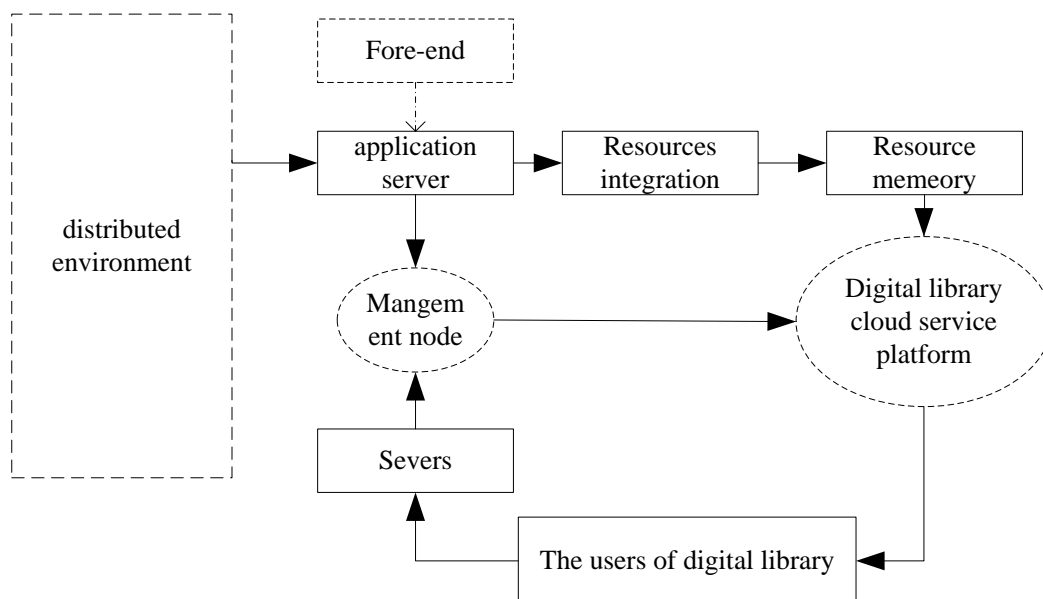 Fore-end
application
server
Resources
integration
Resource
memeory
distributed
environment
Mangem
ent node
Digital library
cloud service
platform
Severs
The users of digital library